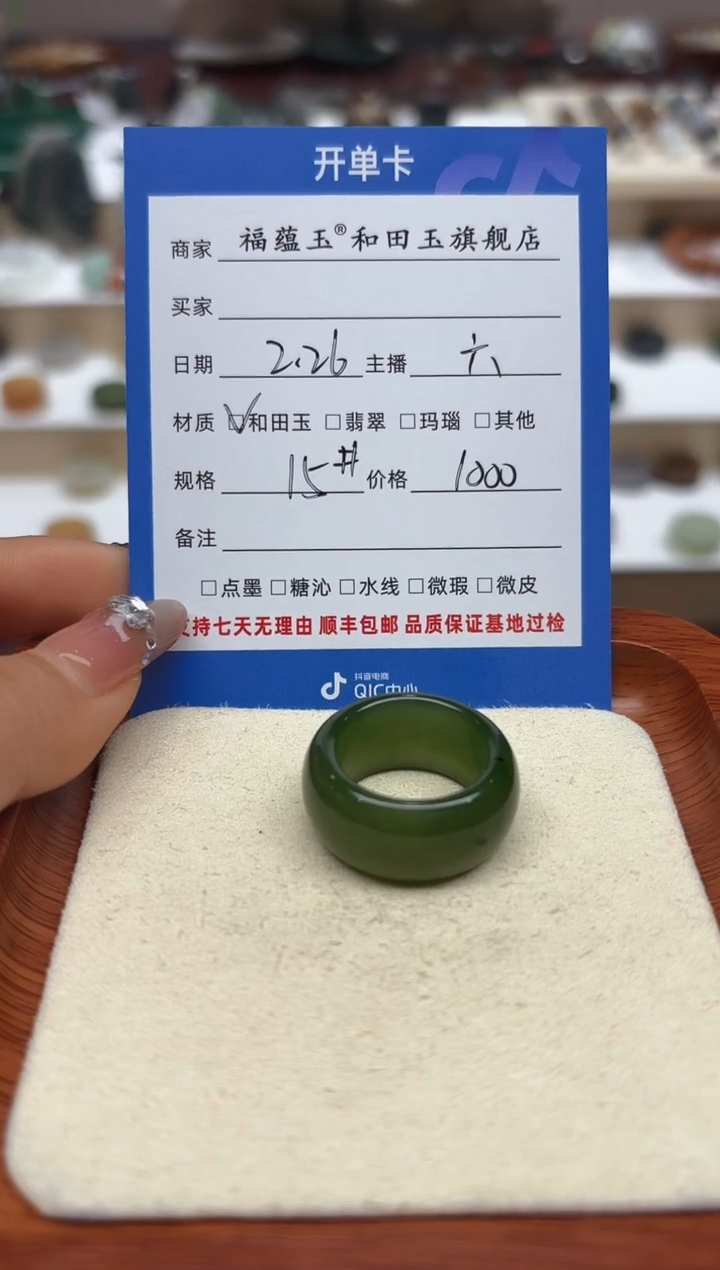 开单卡
商家 福蕴玉®和田玉旗舰店
买家
日期 2.26 主播 六
材质 ☑和田玉 □翡翠 □玛瑙 □其他
规格 15# 价格 1000
备注
□点墨 □糖沁 □水线 □微瑕 □微皮
支持七天无理由 顺丰包邮 品质保证基地过检
抖音电商
QIC中心